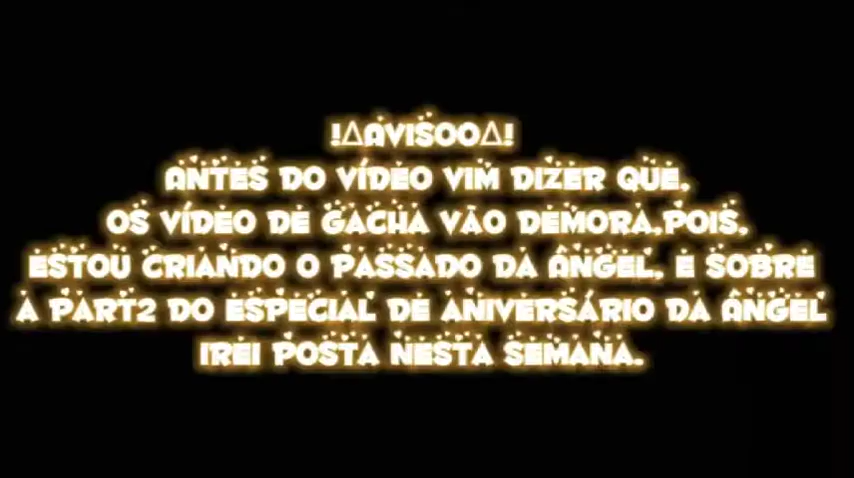 !∆AVISOO∆!
ANTES DO VÍDEO VIM DIZER QUE,
OS VÍDEO DE GACHA VÃO DEMORA,POIS,
ESTOU CRIANDO O PASSADO DA ÂNGEL, E SOBRE
A PART2 DO ESPECIAL DE ANIVERSÁRIO DA ÂNGEL
IREI POSTA NESTA SEMANA.